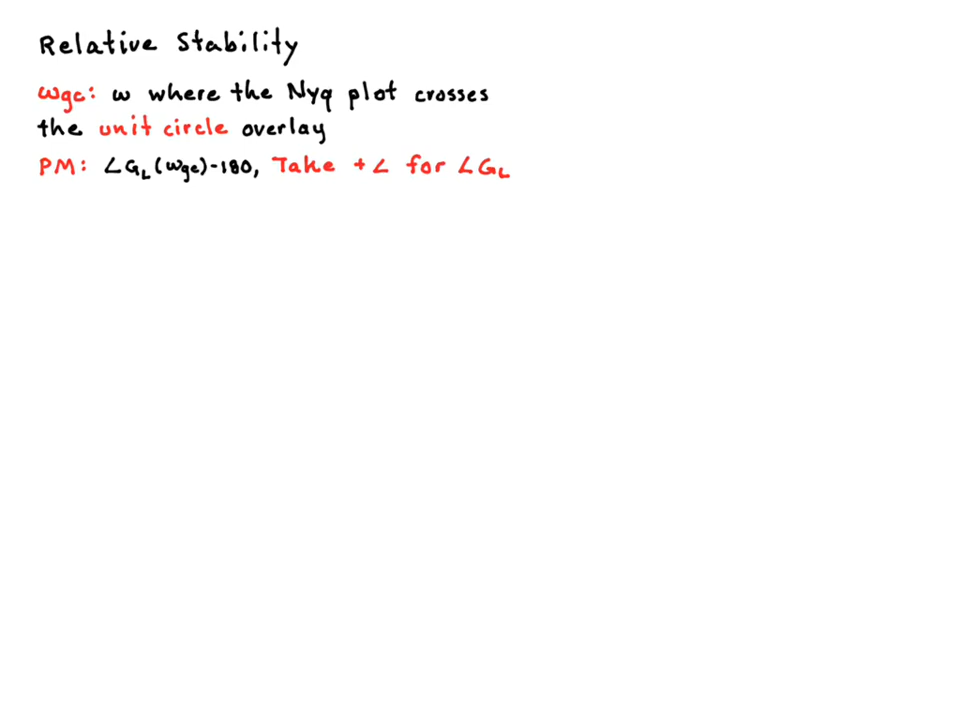 Relative Stability
ωgc: ω where the Nyq plot crosses
the unit circle overlay
PM: ∠GL(ωgc)-180, Take +∠ for ∠GL